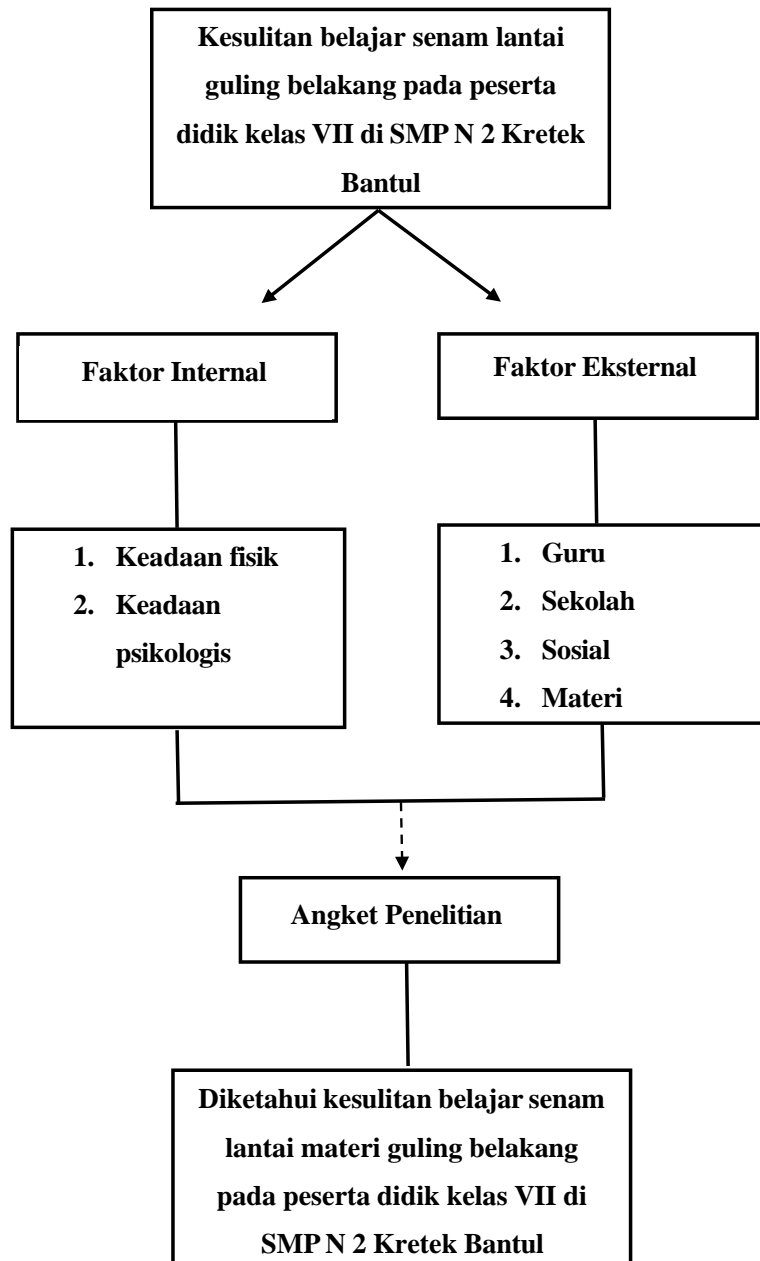 Kesulitan belajar senam lantai
guling belakang pada peserta
didik kelas VII di SMP N 2 Kretek
Bantul
Faktor Internal
Faktor Eksternal
1. Keadaan fisik
2. Keadaan
psikologis
1. Guru
2. Sekolah
3. Sosial
4. Materi
Angket Penelitian
Diketahui kesulitan belajar senam
lantai materi guling belakang
pada peserta didik kelas VII di
SMP N 2 Kretek Bantul